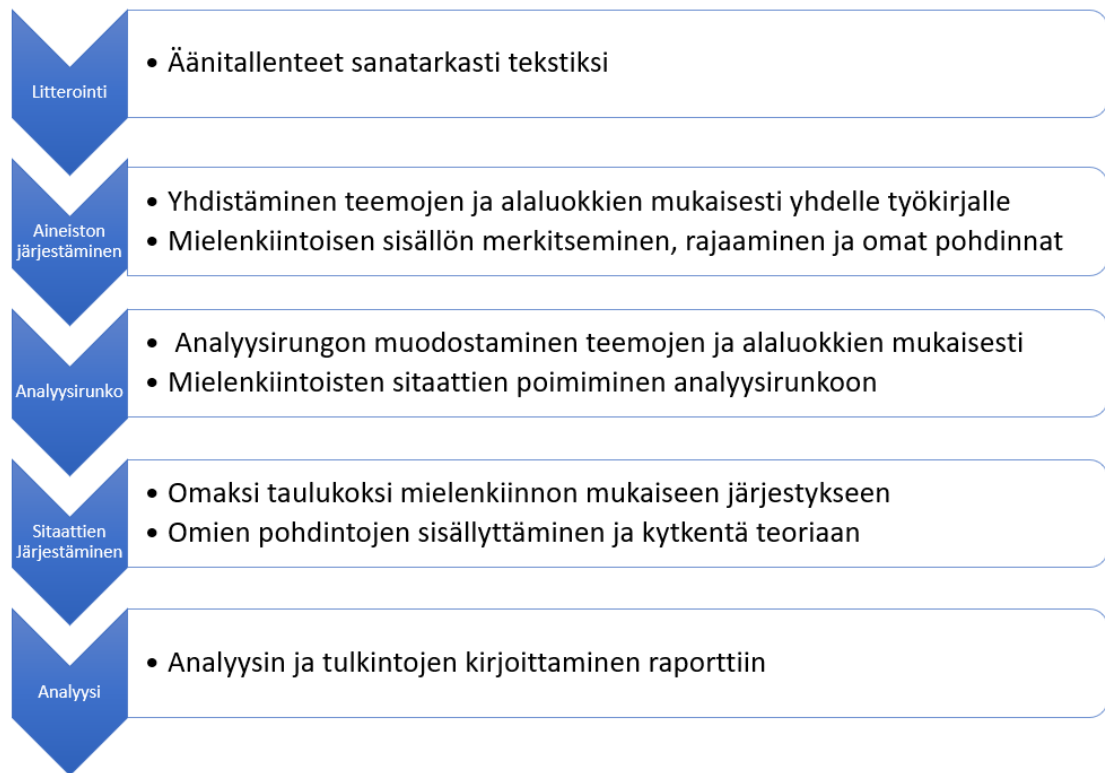 Litterointi
• Äänitallenteet sanatarkasti tekstiksi
Aineiston
järjestäminen
• Yhdistäminen teemojen ja alaluokkien mukaisesti yhdelle työkirjalle
• Mielenkiintoisen sisällön merkitseminen, rajaaminen ja omat pohdinnat
Analyysirunko
• Analyysirungon muodostaminen teemojen ja alaluokkien mukaisesti
• Mielenkiintoisten sitaattien poimiminen analyysirunkoon
Sitaattien
Järjestäminen
• Omaksi taulukoksi mielenkiinnon mukaiseen järjestykseen
• Omien pohdintojen sisällyttäminen ja kytkentä teoriaan
Analyysi
• Analyysin ja tulkintojen kirjoittaminen raporttiin